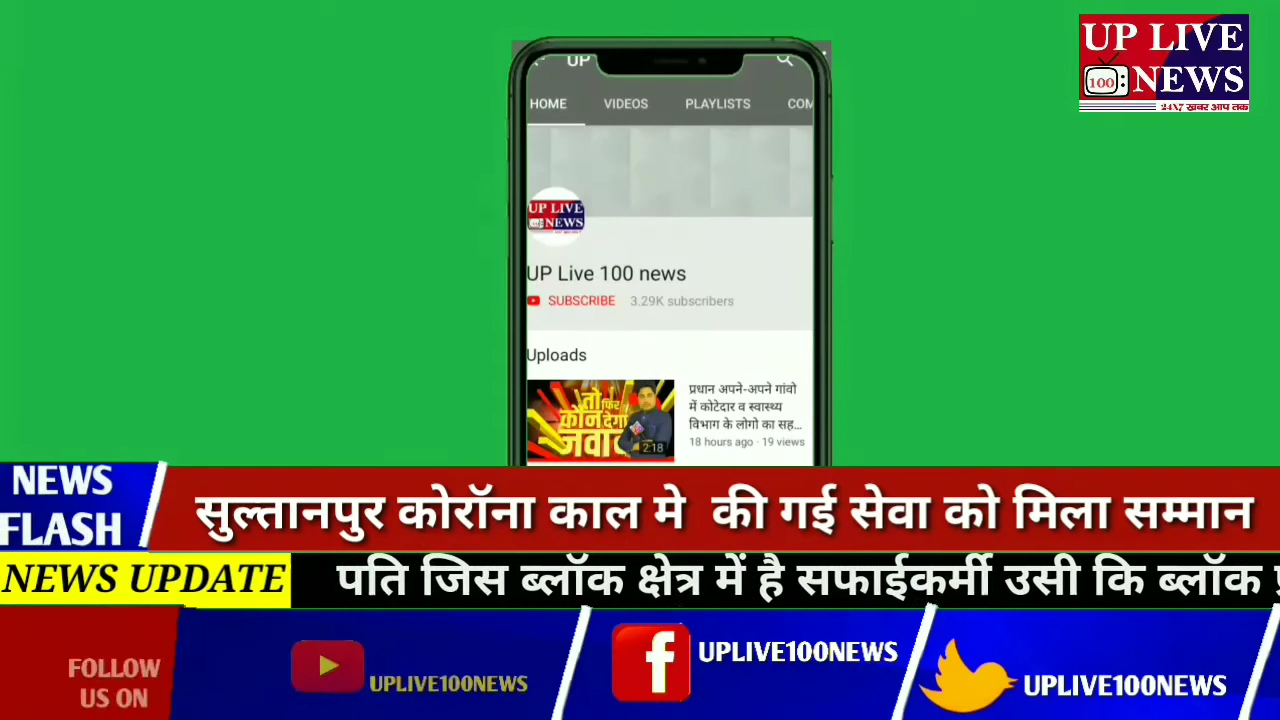 UP LIVE
100 NEWS
24X7 खबर आप तक
UP
HOME VIDEOS PLAYLISTS COM
UP LIVE
NEWS
UP Live 100 news
SUBSCRIBE 3.29K subscribers
Uploads
तो फिर
कौन देगा
जवाब
2:18
प्रधान अपने-अपने गांवो
में कोटेदार व स्वास्थ्य
विभाग के लोगो का सह...
18 hours ago · 19 views
NEWS
FLASH
सुल्तानपुर कोरॉना काल मे की गई सेवा को मिला सम्मान
NEWS UPDATE
पति जिस ब्लॉक क्षेत्र में है सफाईकर्मी उसी कि ब्लॉक
FOLLOW
US ON
UPLIVE100NEWS
UPLIVE100NEWS
UPLIVE100NEWS